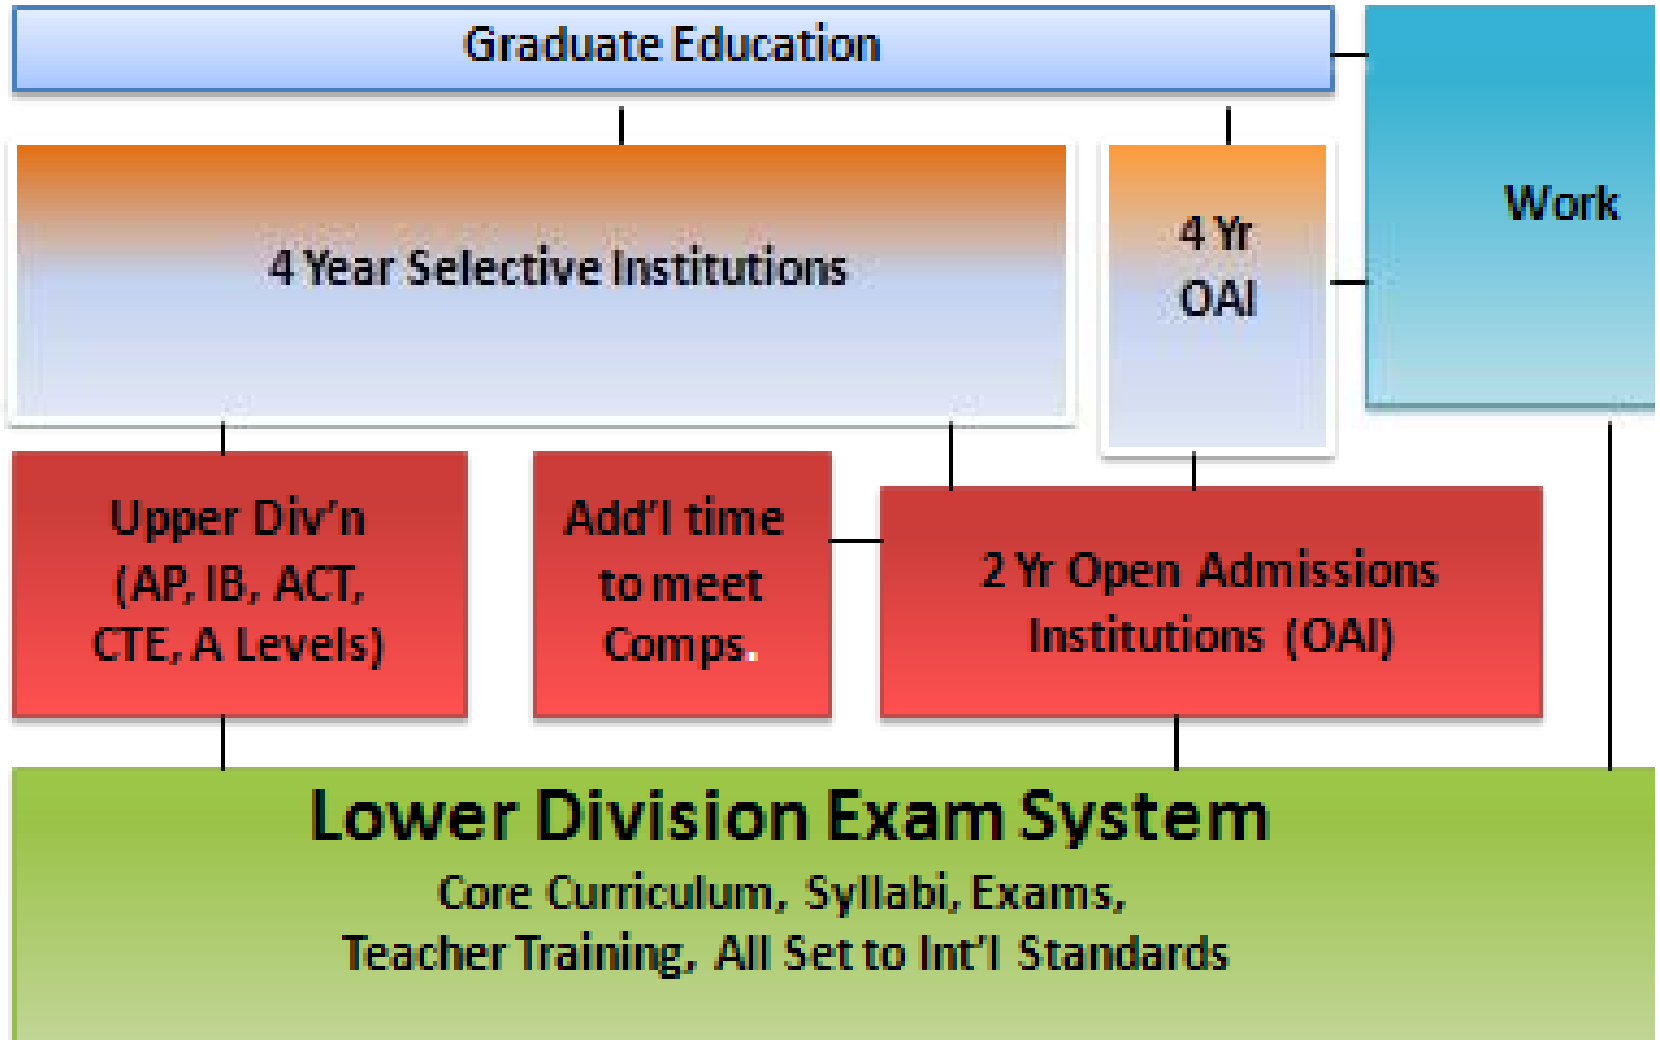 Graduate Education
Work
4 Year Selective Institutions
4 Yr
OAI
Upper Div'n
(AP, IB, ACT,
CTE, A Levels)
Add'l time
to meet
Comps.
2 Yr Open Admissions
Institutions (OAI)
Lower Division Exam System
Core Curriculum, Syllabi, Exams,
Teacher Training, All Set to Int'l Standards